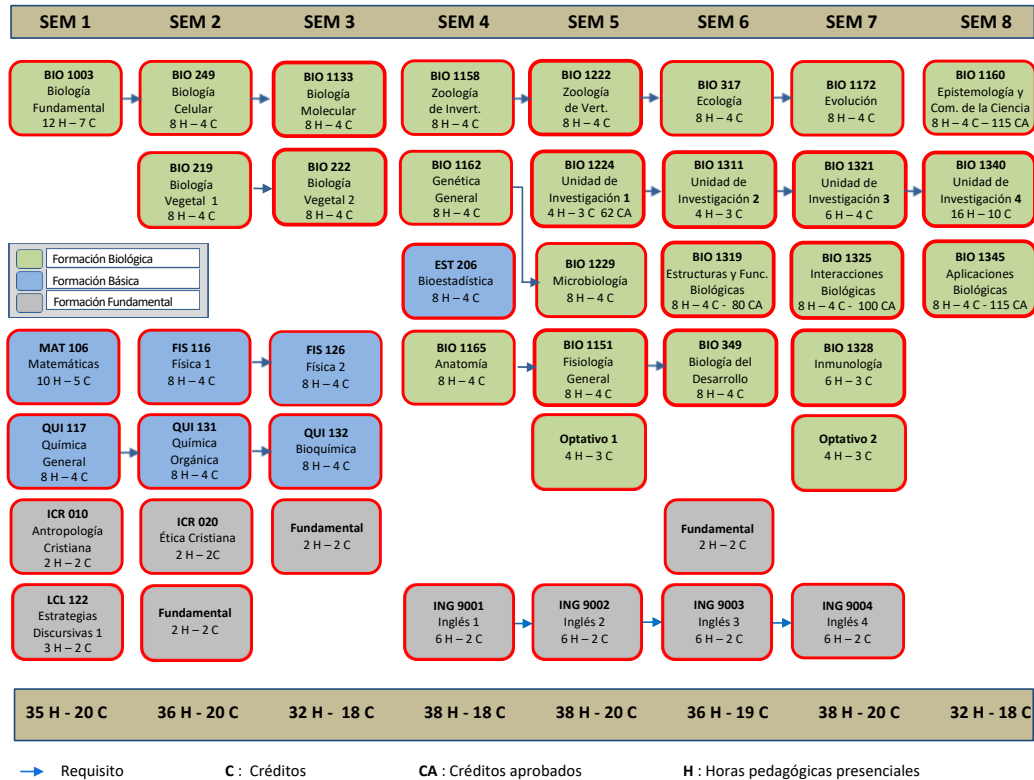 SEM 1 SEM 2 SEM 3 SEM 4 SEM 5 SEM 6 SEM 7 SEM 8
BIO 1003
Biología
Fundamental
12 H – 7 C
BIO 249
Biología
Celular
8 H – 4 C
BIO 1133
Biología
Molecular
8 H – 4 C
BIO 1158
Zoología
de Invert.
8 H – 4 C
BIO 1222
Zoología
de Vert.
8 H – 4 C
BIO 317
Ecología
8 H – 4 C
BIO 1172
Evolución
8 H – 4 C
BIO 1160
Epistemología y
Com. de la Ciencia
8 H – 4 C – 115 CA
BIO 219
Biología
Vegetal 1
8 H – 4 C
BIO 222
Biología
Vegetal 2
8 H – 4 C
BIO 1162
Genética
General
8 H – 4 C
BIO 1224
Unidad de
Investigación 1
4 H – 3 C 62 CA
BIO 1311
Unidad de
Investigación 2
4 H – 3 C
BIO 1321
Unidad de
Investigación 3
6 H – 4 C
BIO 1340
Unidad de
Investigación 4
16 H – 10 C
Formación Biológica
Formación Básica
Formación Fundamental
EST 206
Bioestadística
8 H – 4 C
BIO 1229
Microbiología
8 H – 4 C
BIO 1319
Estructuras y Func.
Biológicas
8 H – 4 C - 80 CA
BIO 1325
Interacciones
Biológicas
8 H – 4 C - 100 CA
BIO 1345
Aplicaciones
Biológicas
8 H – 4 C - 115 CA
MAT 106
Matemáticas
10 H – 5 C
FIS 116
Física 1
8 H – 4 C
FIS 126
Física 2
8 H – 4 C
BIO 1165
Anatomía
8 H – 4 C
BIO 1151
Fisiología
General
8 H – 4 C
BIO 349
Biología del
Desarrollo
8 H – 4 C
BIO 1328
Inmunología
6 H – 3 C
QUI 117
Química
General
8 H – 4 C
QUI 131
Química
Orgánica
8 H – 4 C
QUI 132
Bioquímica
8 H – 4 C
Optativo 1
4 H – 3 C
Optativo 2
4 H – 3 C
ICR 010
Antropología
Cristiana
2 H – 2 C
ICR 020
Ética Cristiana
2 H – 2C
Fundamental
2 H – 2 C
Fundamental
2 H – 2 C
LCL 122
Estrategias
Discursivas 1
3 H – 2 C
Fundamental
2 H – 2 C
ING 9001
Inglés 1
6 H – 2 C
ING 9002
Inglés 2
6 H – 2 C
ING 9003
Inglés 3
6 H – 2 C
ING 9004
Inglés 4
6 H – 2 C
35 H - 20 C 36 H - 20 C 32 H - 18 C 38 H - 18 C 38 H - 20 C 36 H - 19 C 38 H - 20 C 32 H - 18 C
Requisito C : Créditos CA : Créditos aprobados H : Horas pedagógicas presenciales